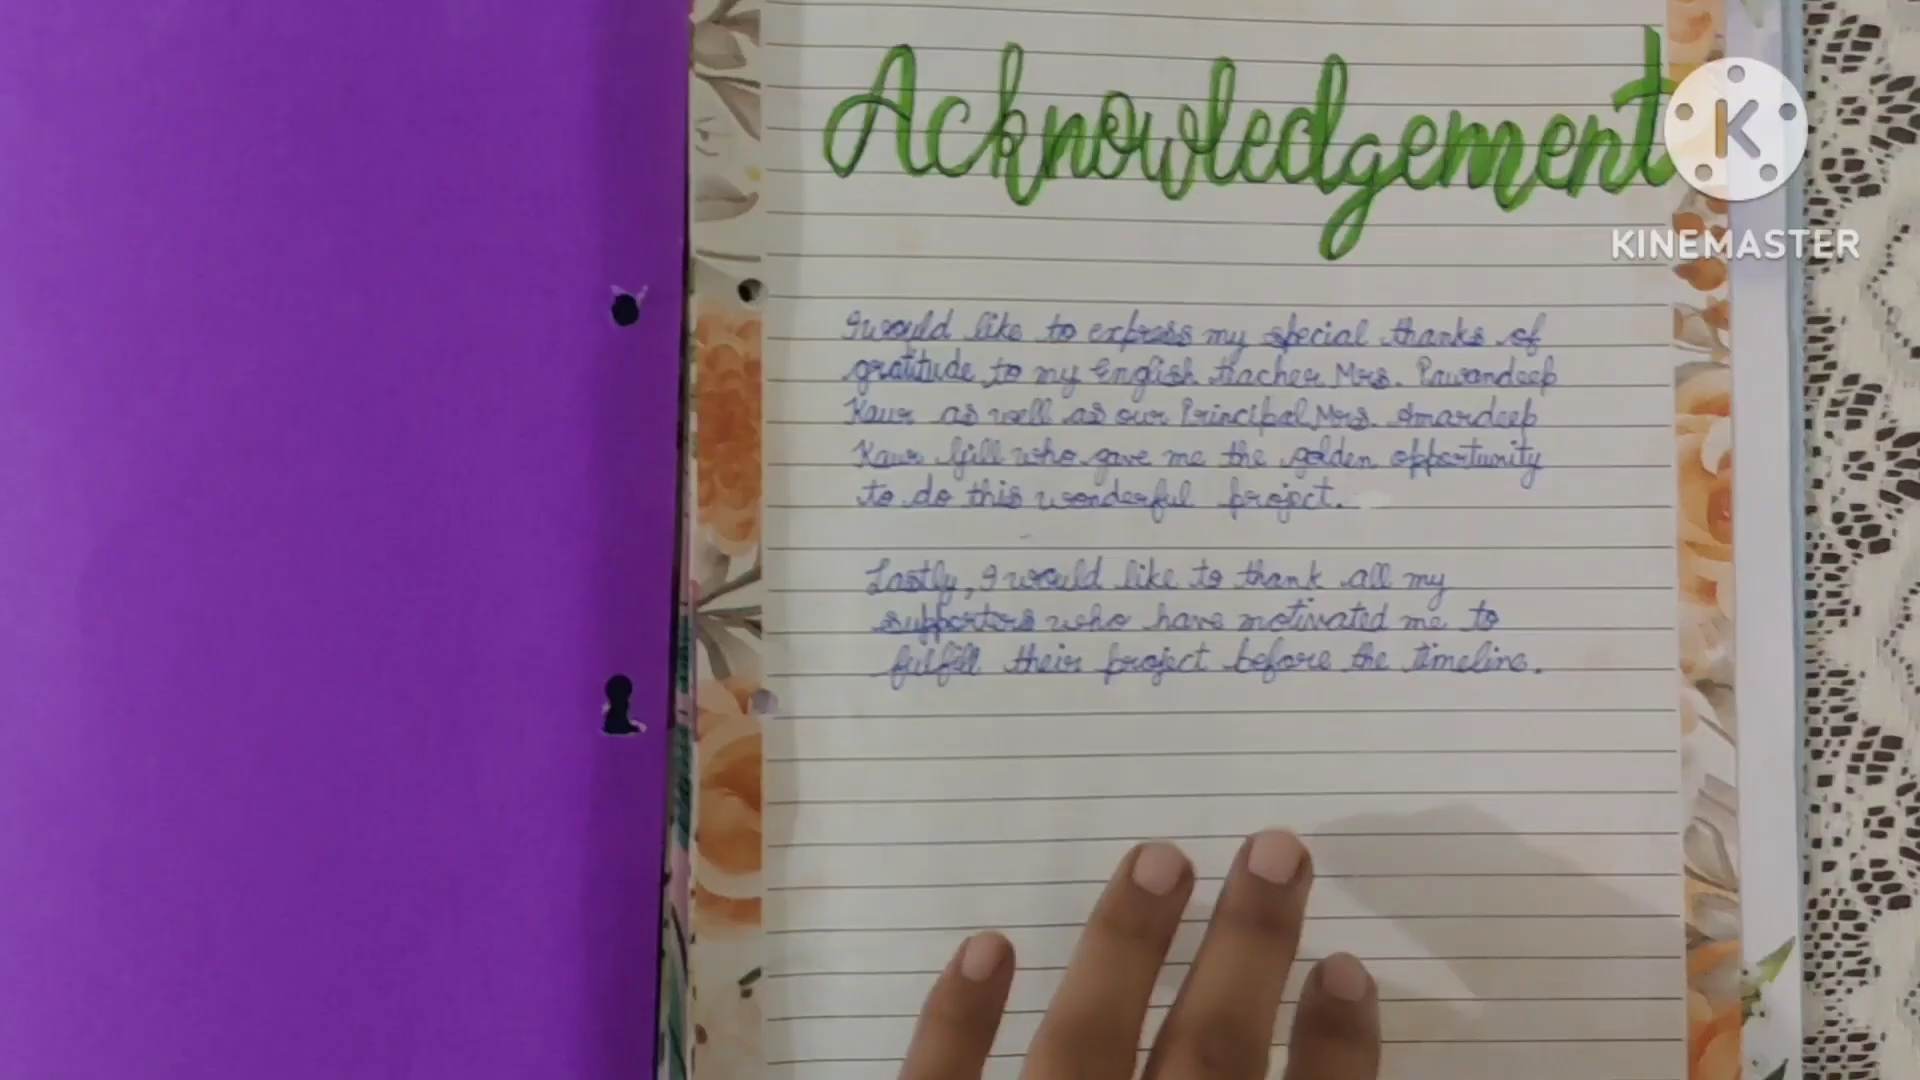 Acknowledgement
KINEMASTER
I would like to express my special thanks of
gratitude to my English teacher Mrs. Pawandeep
Kaur as well as our Principal Mrs. Amardeep
Kaur Gill who gave me the golden opportunity
to do this wonderful project.
Lastly, I would like to thank all my
supporters who have motivated me to
fulfill their project before the timeline.